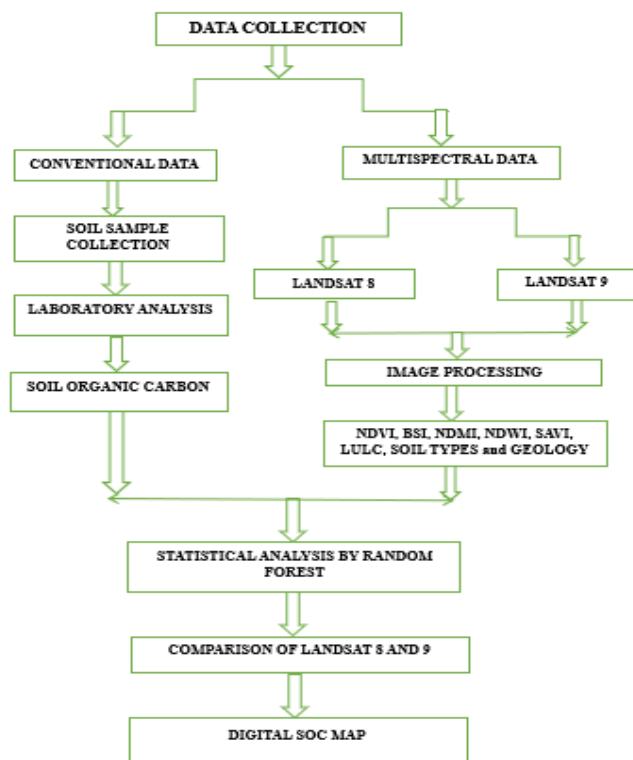 DATA COLLECTION
CONVENTIONAL DATA
MULTISPECTRAL DATA
SOIL SAMPLE
COLLECTION
LANDSAT 8
LANDSAT 9
LABORATORY ANALYSIS
IMAGE PROCESSING
SOIL ORGANIC CARBON
NDVI, BSI, NDMI, NDWI, SAVI,
LULC, SOIL TYPES and GEOLOGY
STATISTICAL ANALYSIS BY RANDOM
FOREST
COMPARISON OF LANDSAT 8 AND 9
DIGITAL SOC MAP